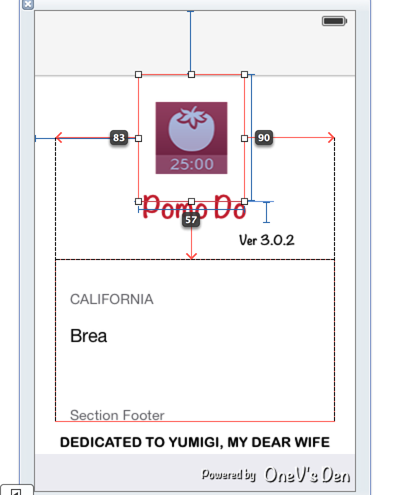 25:00
83
90
Pomo Do
57
Ver 3.0.2
CALIFORNIA
Brea
Section Footer
DEDICATED TO YUMIGI, MY DEAR WIFE
Powered by OneV's Den